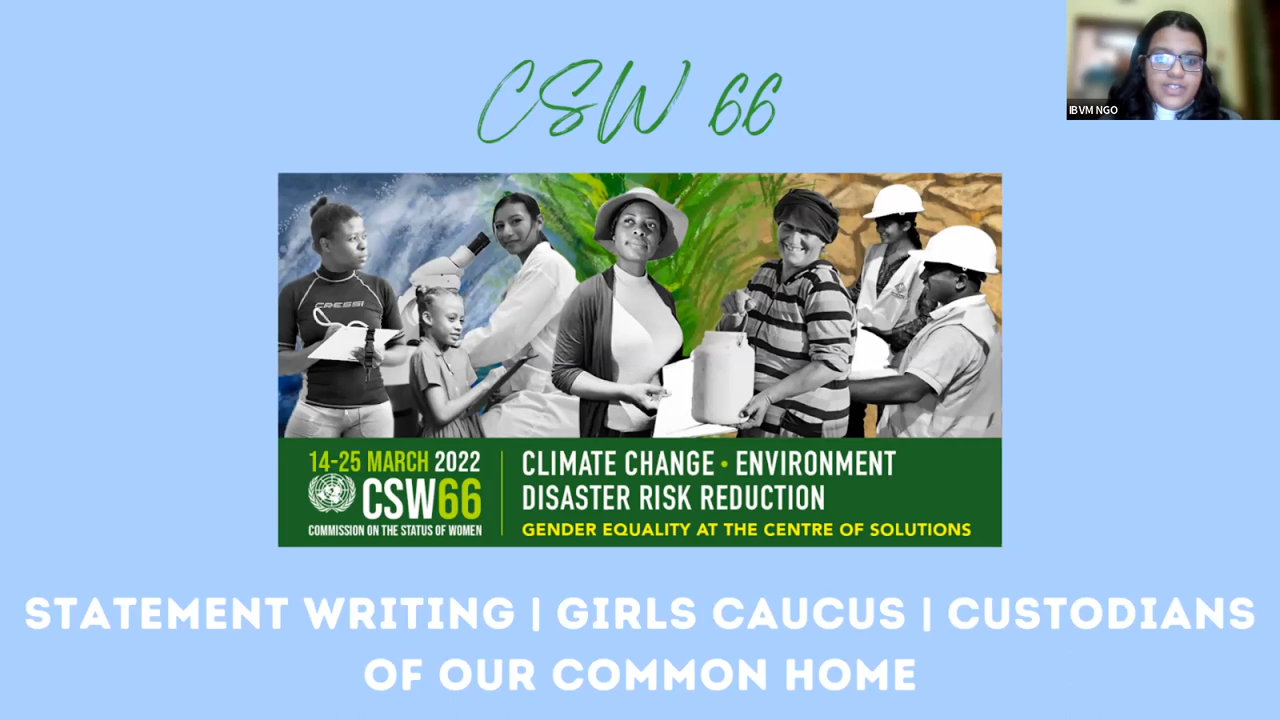 CSW 66
IBVM NGO
CRESSI
14-25 MARCH 2022
CSW66
COMMISSION ON THE STATUS OF WOMEN
CLIMATE CHANGE • ENVIRONMENT
DISASTER RISK REDUCTION
GENDER EQUALITY AT THE CENTRE OF SOLUTIONS
STATEMENT WRITING | GIRLS CAUCUS | CUSTODIANS
OF OUR COMMON HOME